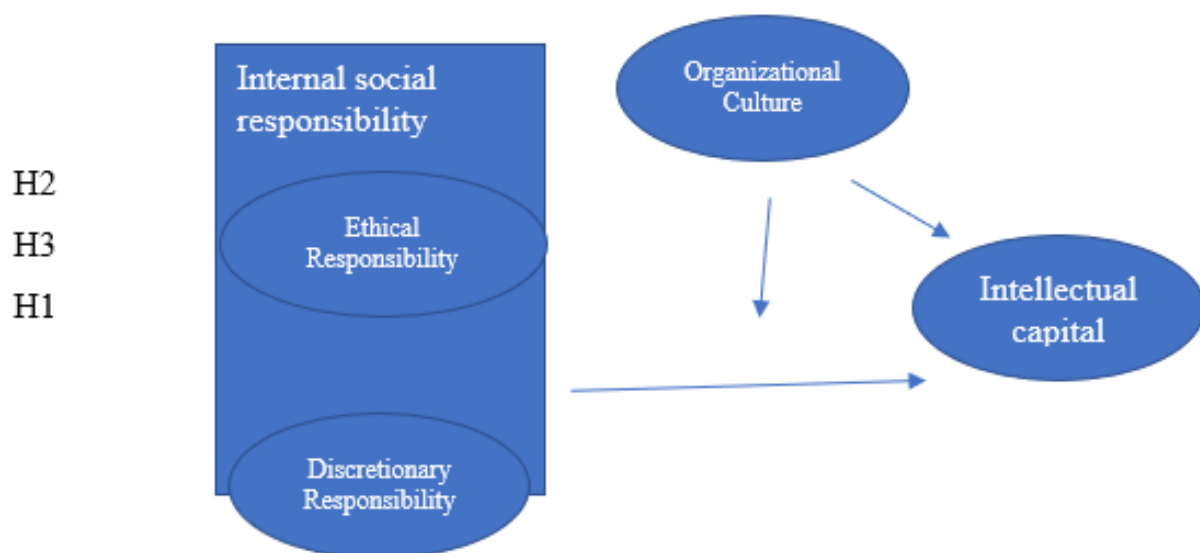 Internal social
responsibility
Organizational
Culture
H2
H3
H1
Ethical
Responsibility
Intellectual
capital
Discretionary
Responsibility